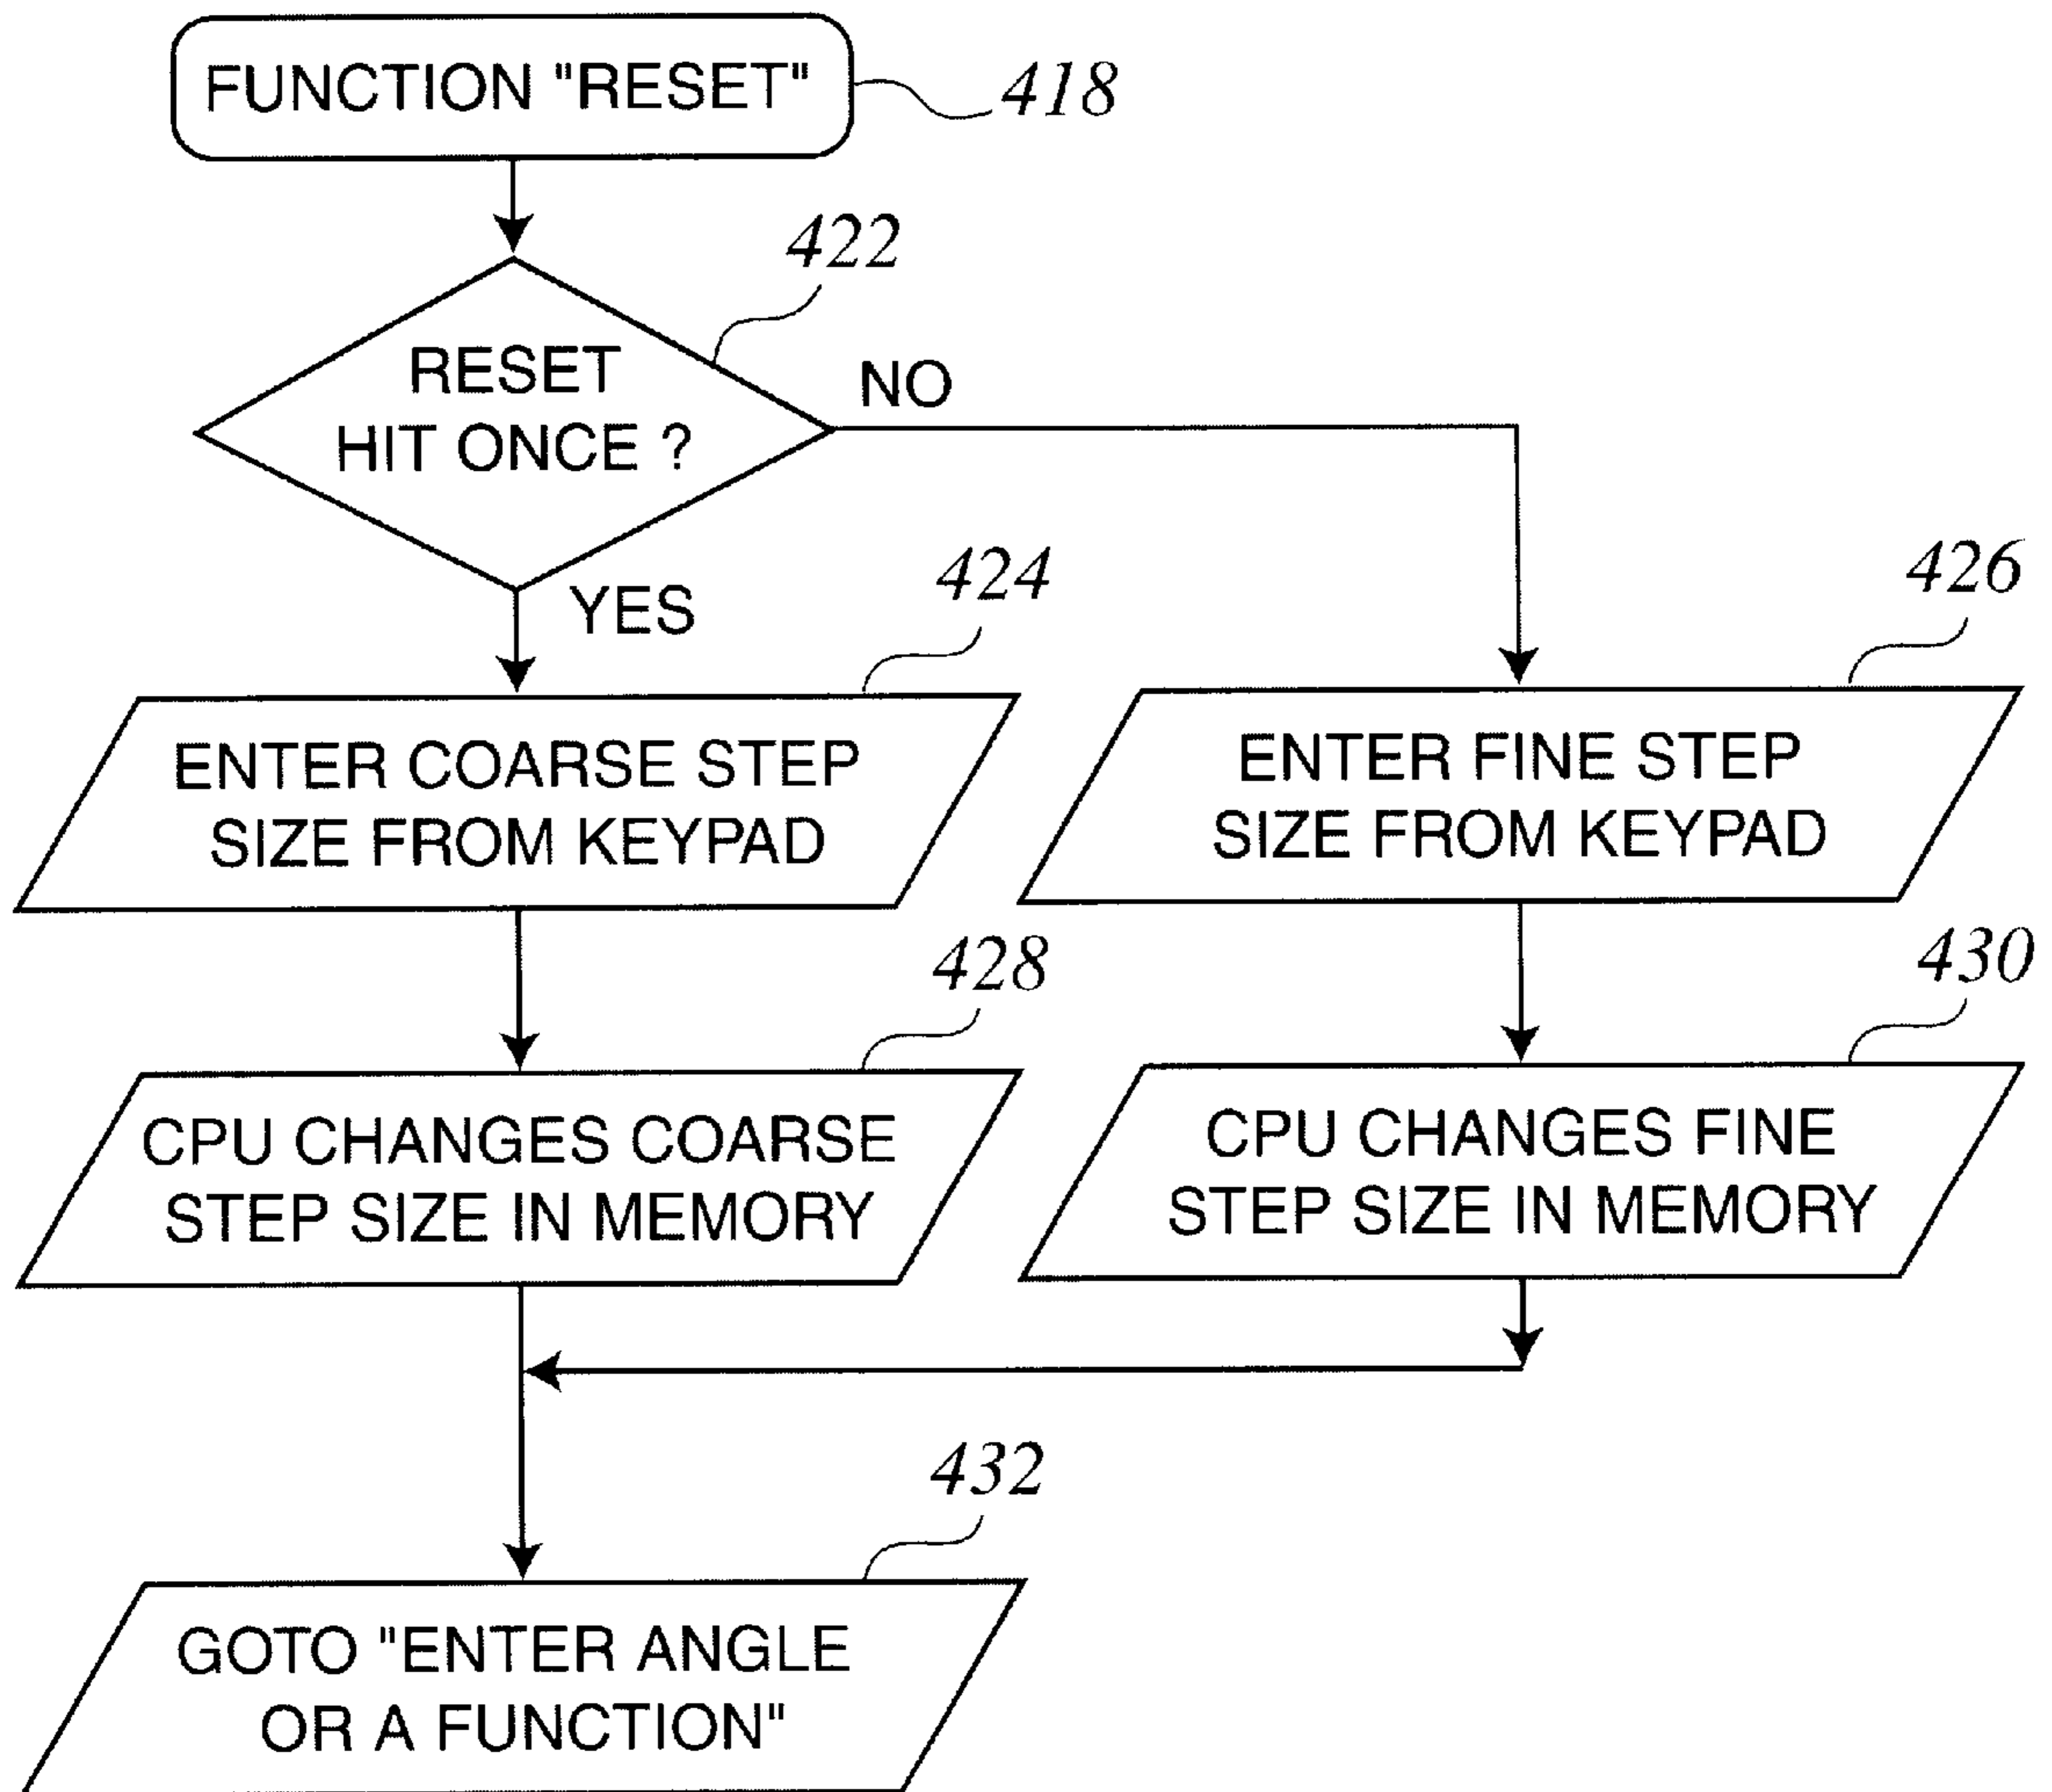 FUNCTION "RESET"
418
422
RESET
HIT ONCE ?
NO
YES
424
426
ENTER COARSE STEP
SIZE FROM KEYPAD
ENTER FINE STEP
SIZE FROM KEYPAD
428
430
CPU CHANGES COARSE
STEP SIZE IN MEMORY
CPU CHANGES FINE
STEP SIZE IN MEMORY
432
GOTO "ENTER ANGLE
OR A FUNCTION"